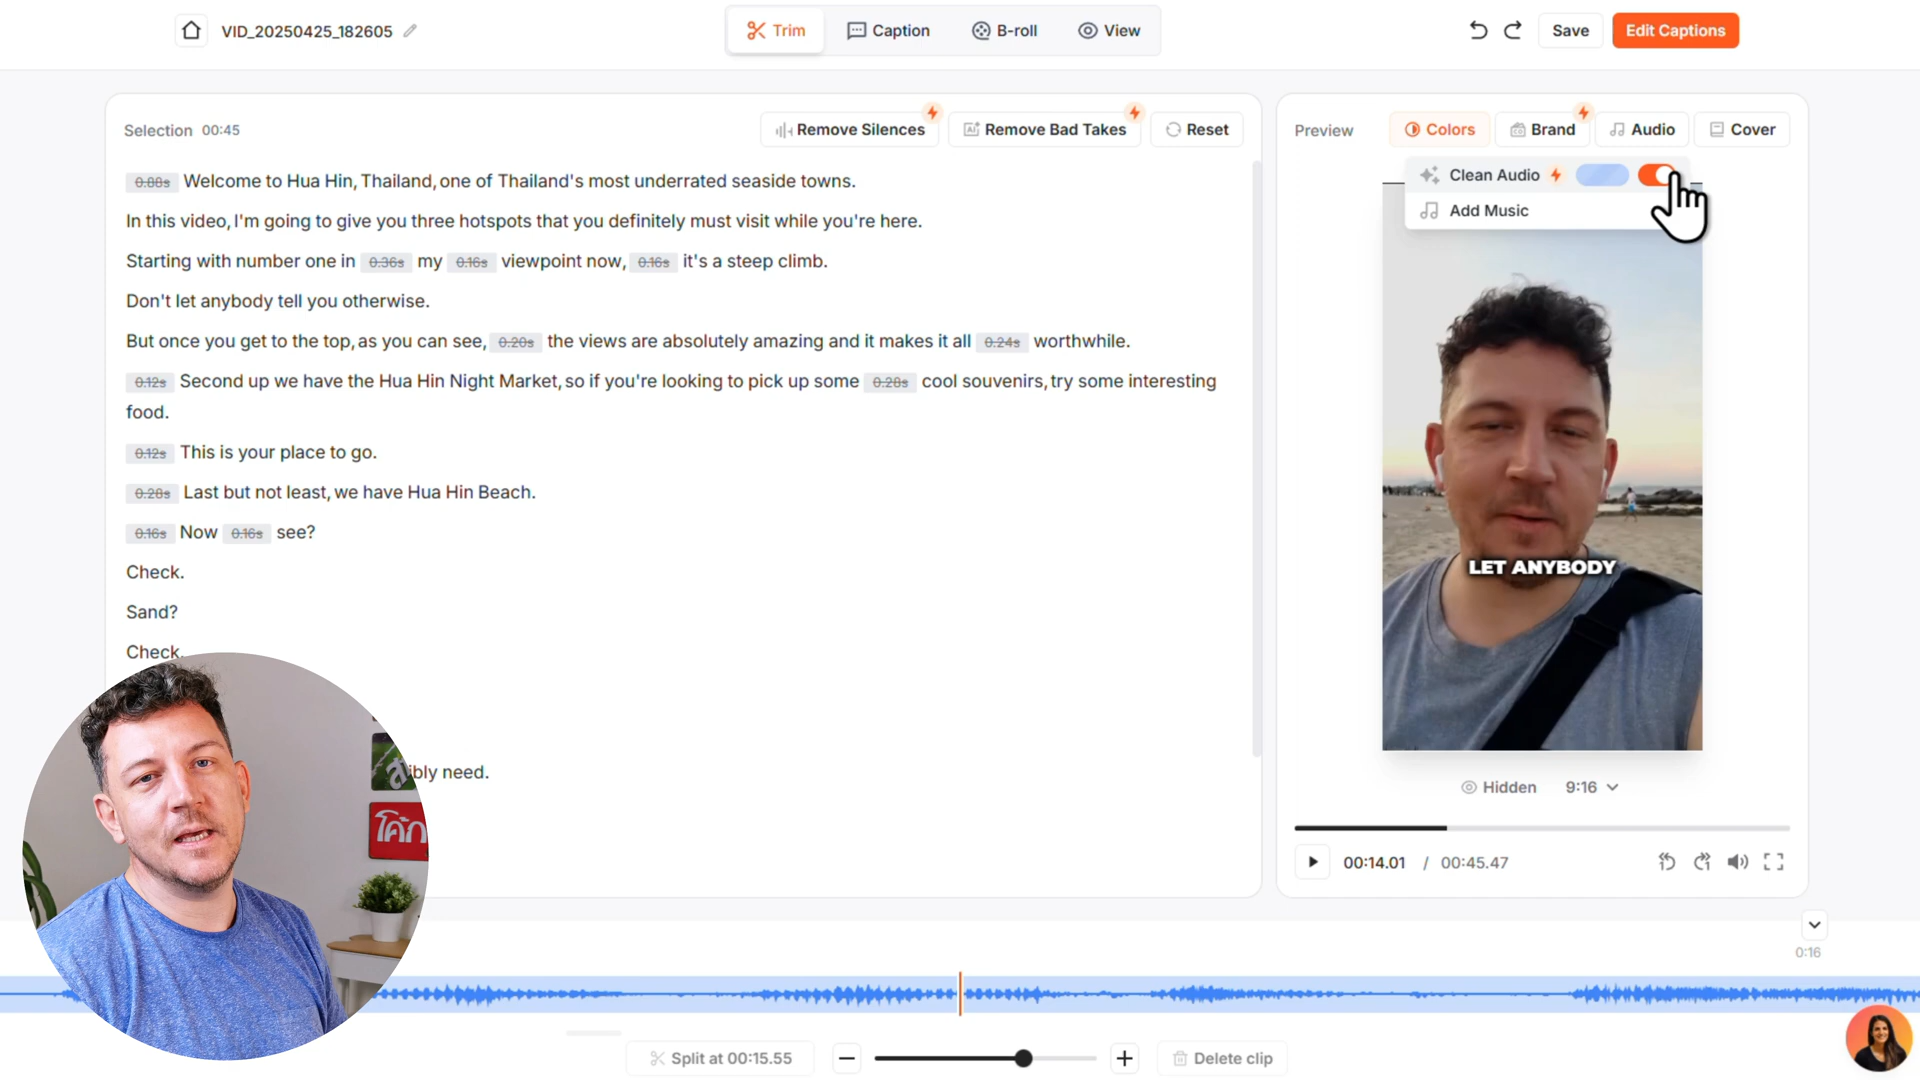 VID_20250425_182605
Trim
Caption
B-roll
View
Save
Edit Captions
Selection 00:45
Remove Silences
Remove Bad Takes
Reset
0.88s Welcome to Hua Hin, Thailand, one of Thailand's most underrated seaside towns.
In this video, I'm going to give you three hotspots that you definitely must visit while you're here.
Starting with number one in 0.36s my 0.16s viewpoint now, 0.16s it's a steep climb.
Don't let anybody tell you otherwise.
But once you get to the top, as you can see, 0.20s the views are absolutely amazing and it makes it all 0.24s worthwhile.
0.12s Second up we have the Hua Hin Night Market, so if you're looking to pick up some 0.28s cool souvenirs, try some interesting
food.
0.12s This is your place to go.
0.28s Last but not least, we have Hua Hin Beach.
0.16s Now 0.16s see?
Check.
Sand?
Check.
ibly need.
โค้ก
Preview
Colors
Brand
Audio
Cover
Clean Audio
Add Music
LET ANYBODY
Hidden
9:16
00:14.01 / 00:45.47
0:16
Split at 00:15.55
Delete clip